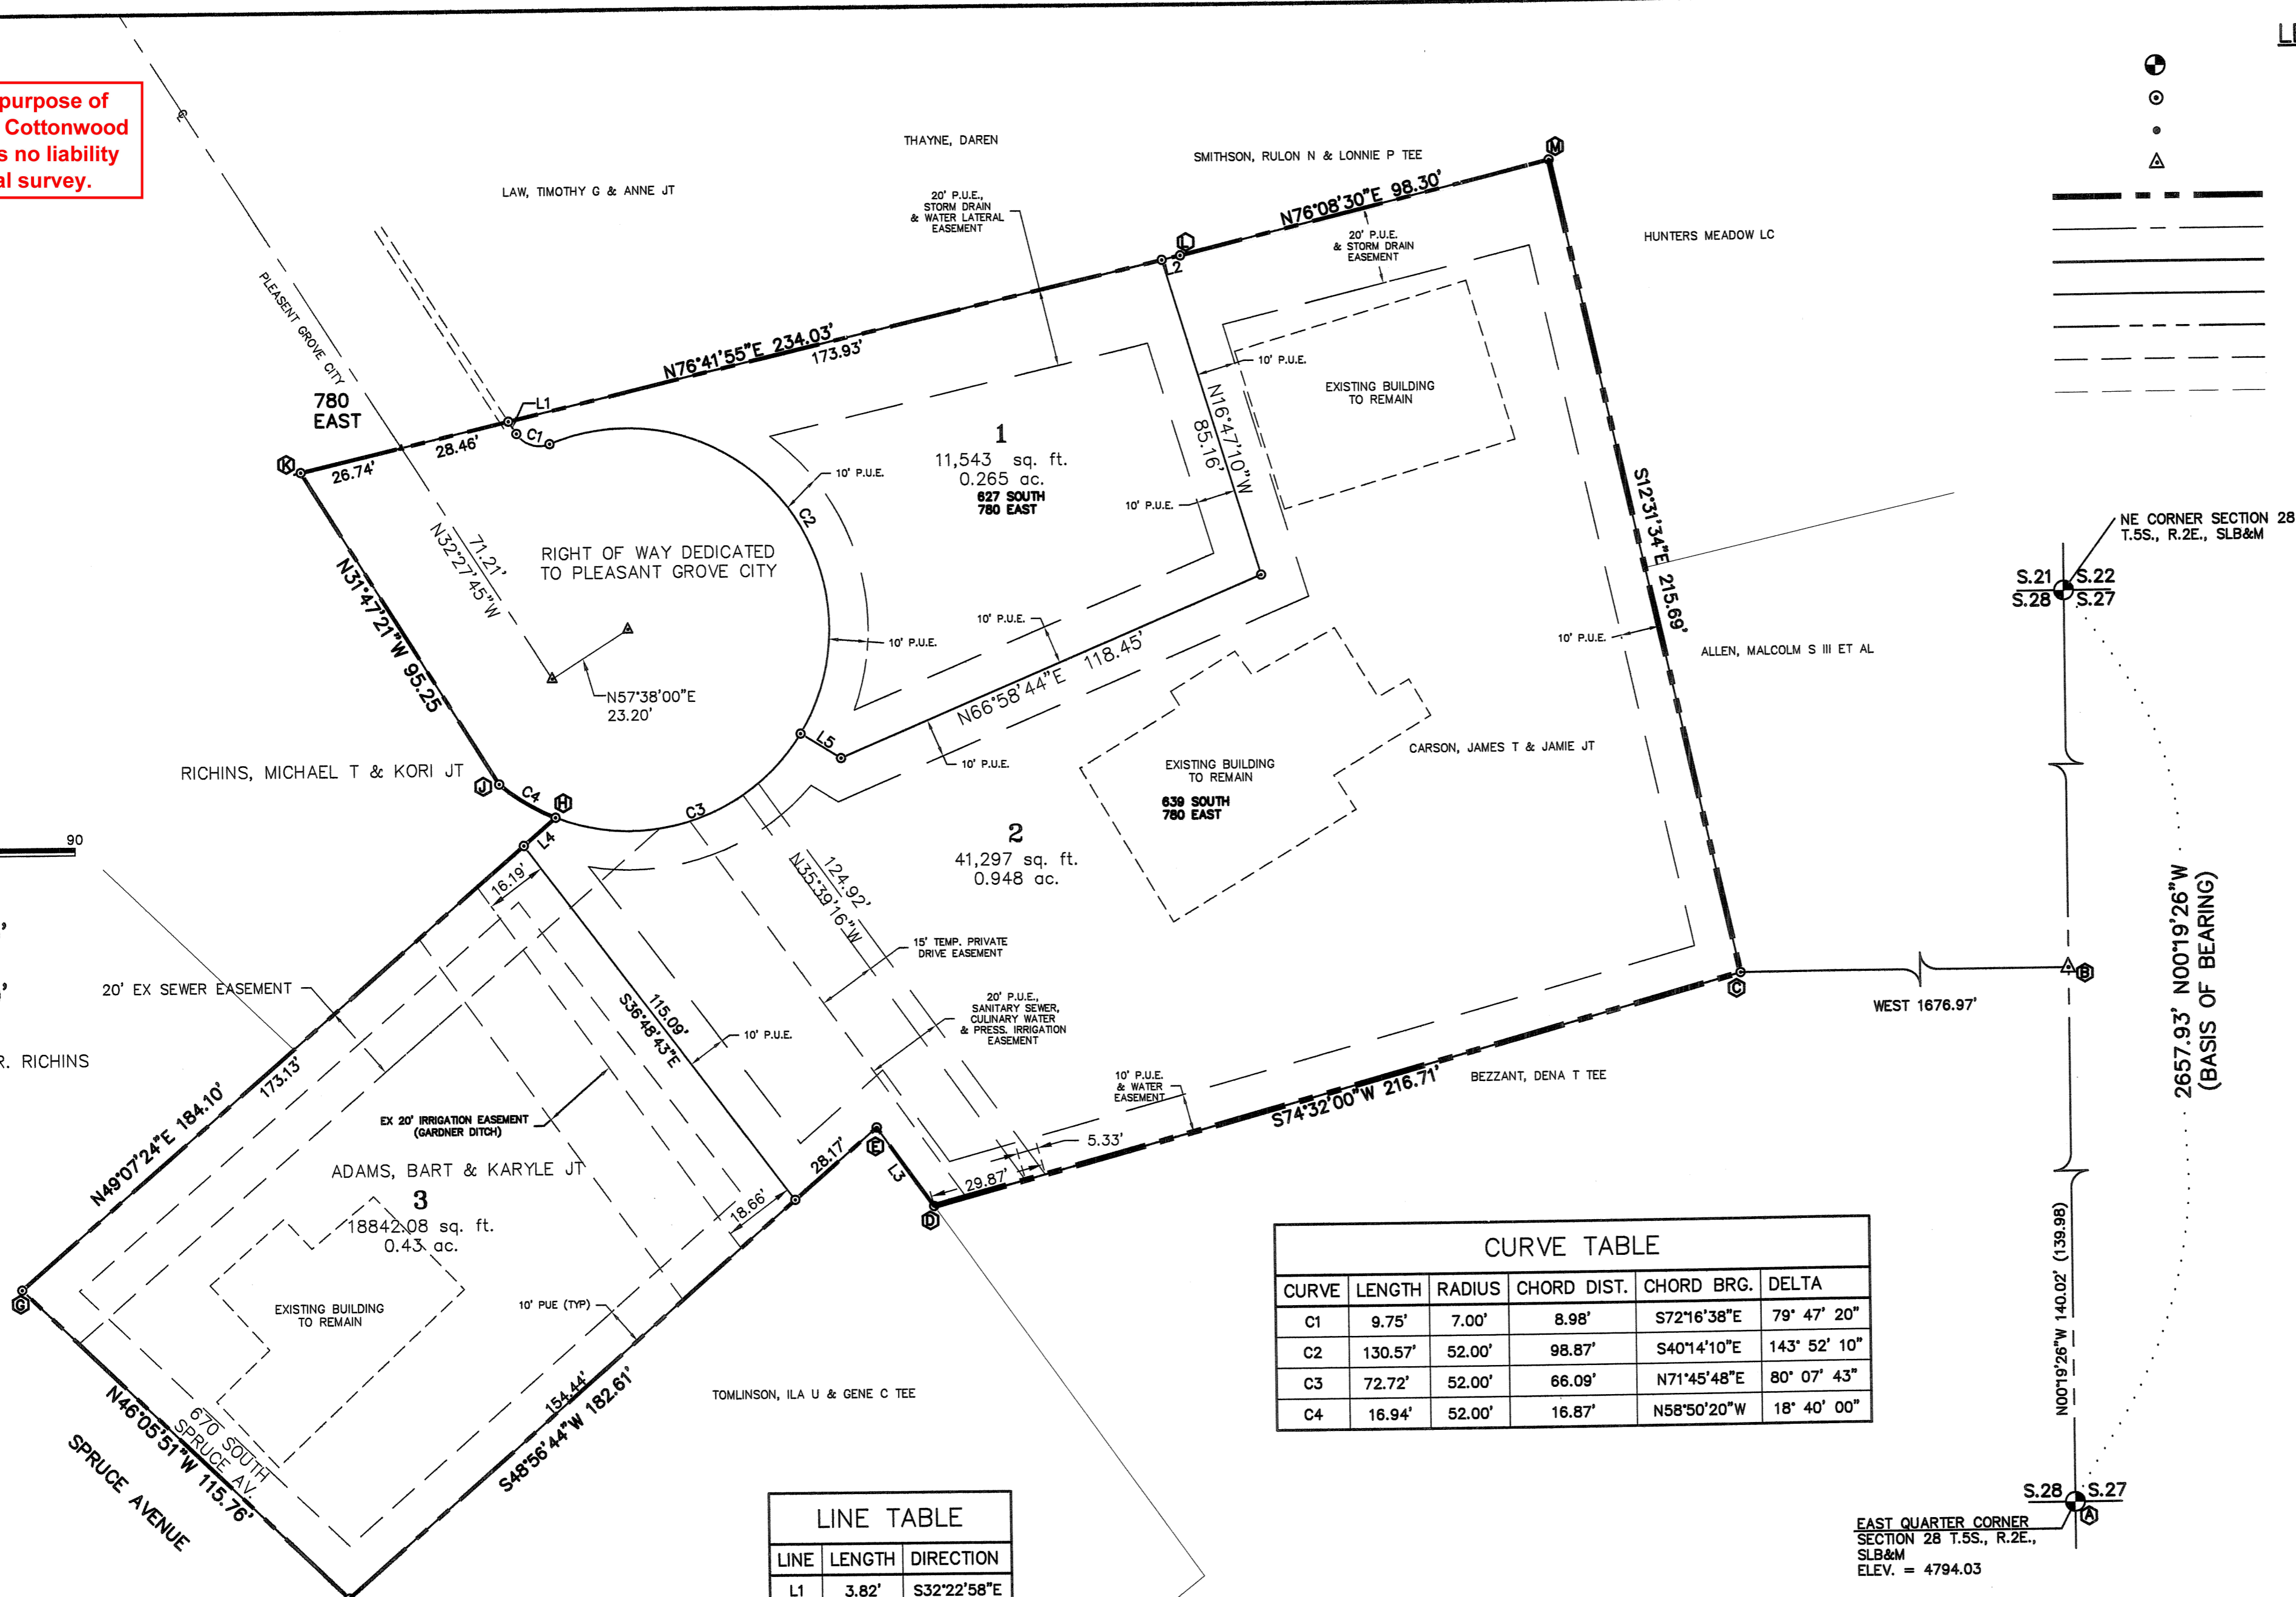 purpose of
Cottonwood
s no liability
al survey.
THAYNE, DAREN
SMITHSON, RULON N & LONNIE P TEE
LAW, TIMOTHY G & ANNE JT
20' P.U.E.,
STORM DRAIN
& WATER LATERAL
EASEMENT
M
N76°08'30"E 98.30'
20' P.U.E.
& STORM DRAIN
EASEMENT
HUNTERS MEADOW LC
L
L2
PLEASENT GROVE CITY
780
EAST
L1
C1
N76°41'55"E 234.03'
173.93'
28.46'
K
26.74'
10' P.U.E.
EXISTING BUILDING
TO REMAIN
N16°47'10"W
85.16'
1
11,543 sq. ft.
0.265 ac.
627 SOUTH
780 EAST
10' P.U.E.
10' P.U.E.
C2
S12°31'34"E 215.69'
NE CORNER SECTION 28
T.5S., R.2E., SLB&M
S.21 S.22
S.28 S.27
71.21'
N32°27'45"W
RIGHT OF WAY DEDICATED
TO PLEASANT GROVE CITY
N31°47'21"W 95.25
10' P.U.E.
10' P.U.E.
10' P.U.E.
ALLEN, MALCOLM S III ET AL
N57°38'00"E
23.20'
N66°58'44"E 118.45'
L5
10' P.U.E.
CARSON, JAMES T & JAMIE JT
EXISTING BUILDING
TO REMAIN
639 SOUTH
780 EAST
RICHINS, MICHAEL T & KORI JT
J
C4
H
C3
L4
90
2
41,297 sq. ft.
0.948 ac.
16.19'
124.92'
N35°39'16"W
15' TEMP. PRIVATE
DRIVE EASEMENT
20' EX SEWER EASEMENT
115.09'
S36°48'43"E
10' P.U.E.
20' P.U.E.,
SANITARY SEWER,
CULINARY WATER
& PRESS. IRRIGATION
EASEMENT
C
WEST 1676.97'
B
2657.93' N00°19'26"W
(BASIS OF BEARING)
R. RICHINS
10' P.U.E.
& WATER
EASEMENT
S74°32'00"W 216.71'
BEZZANT, DENA T TEE
N49°07'24"E 184.10'
173.13'
EX 20' IRRIGATION EASEMENT
(GARDNER DITCH)
ADAMS, BART & KARYLE JT
3
18842.08 sq. ft.
0.43 ac.
28.17'
E
L3
5.33'
29.87'
D
18.66'
G
EXISTING BUILDING
TO REMAIN
10' PUE (TYP)
154.44'
S48°56'44"W 182.61'
TOMLINSON, ILA U & GENE C TEE
N46°05'51"W 115.76'
670 SOUTH
SPRUCE AV.
SPRUCE AVENUE
N00°19'26"W 140.02' (139.98)
CURVE TABLE
CURVE LENGTH RADIUS CHORD DIST. CHORD BRG. DELTA
C1 9.75' 7.00' 8.98' S72°16'38"E 79° 47' 20"
C2 130.57' 52.00' 98.87' S40°14'10"E 143° 52' 10"
C3 72.72' 52.00' 66.09' N71°45'48"E 80° 07' 43"
C4 16.94' 52.00' 16.87' N58°50'20"W 18° 40' 00"
LINE TABLE
LINE LENGTH DIRECTION
L1 3.82' S32°22'58"E
S.28 S.27
A
EAST QUARTER CORNER
SECTION 28 T.5S., R.2E.,
SLB&M
ELEV. = 4794.03